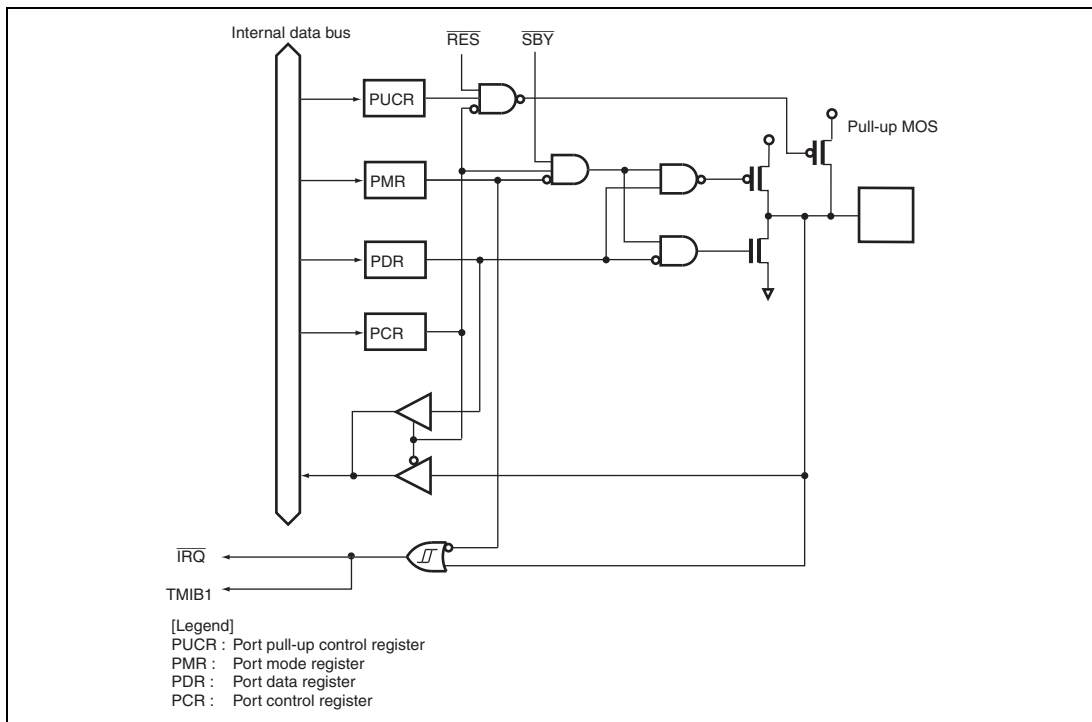 Internal data bus
RES
SBY
PUCR
Pull-up MOS
PMR
PDR
PCR
IRQ
TMIB1
[Legend]
PUCR : Port pull-up control register
PMR : Port mode register
PDR : Port data register
PCR : Port control register